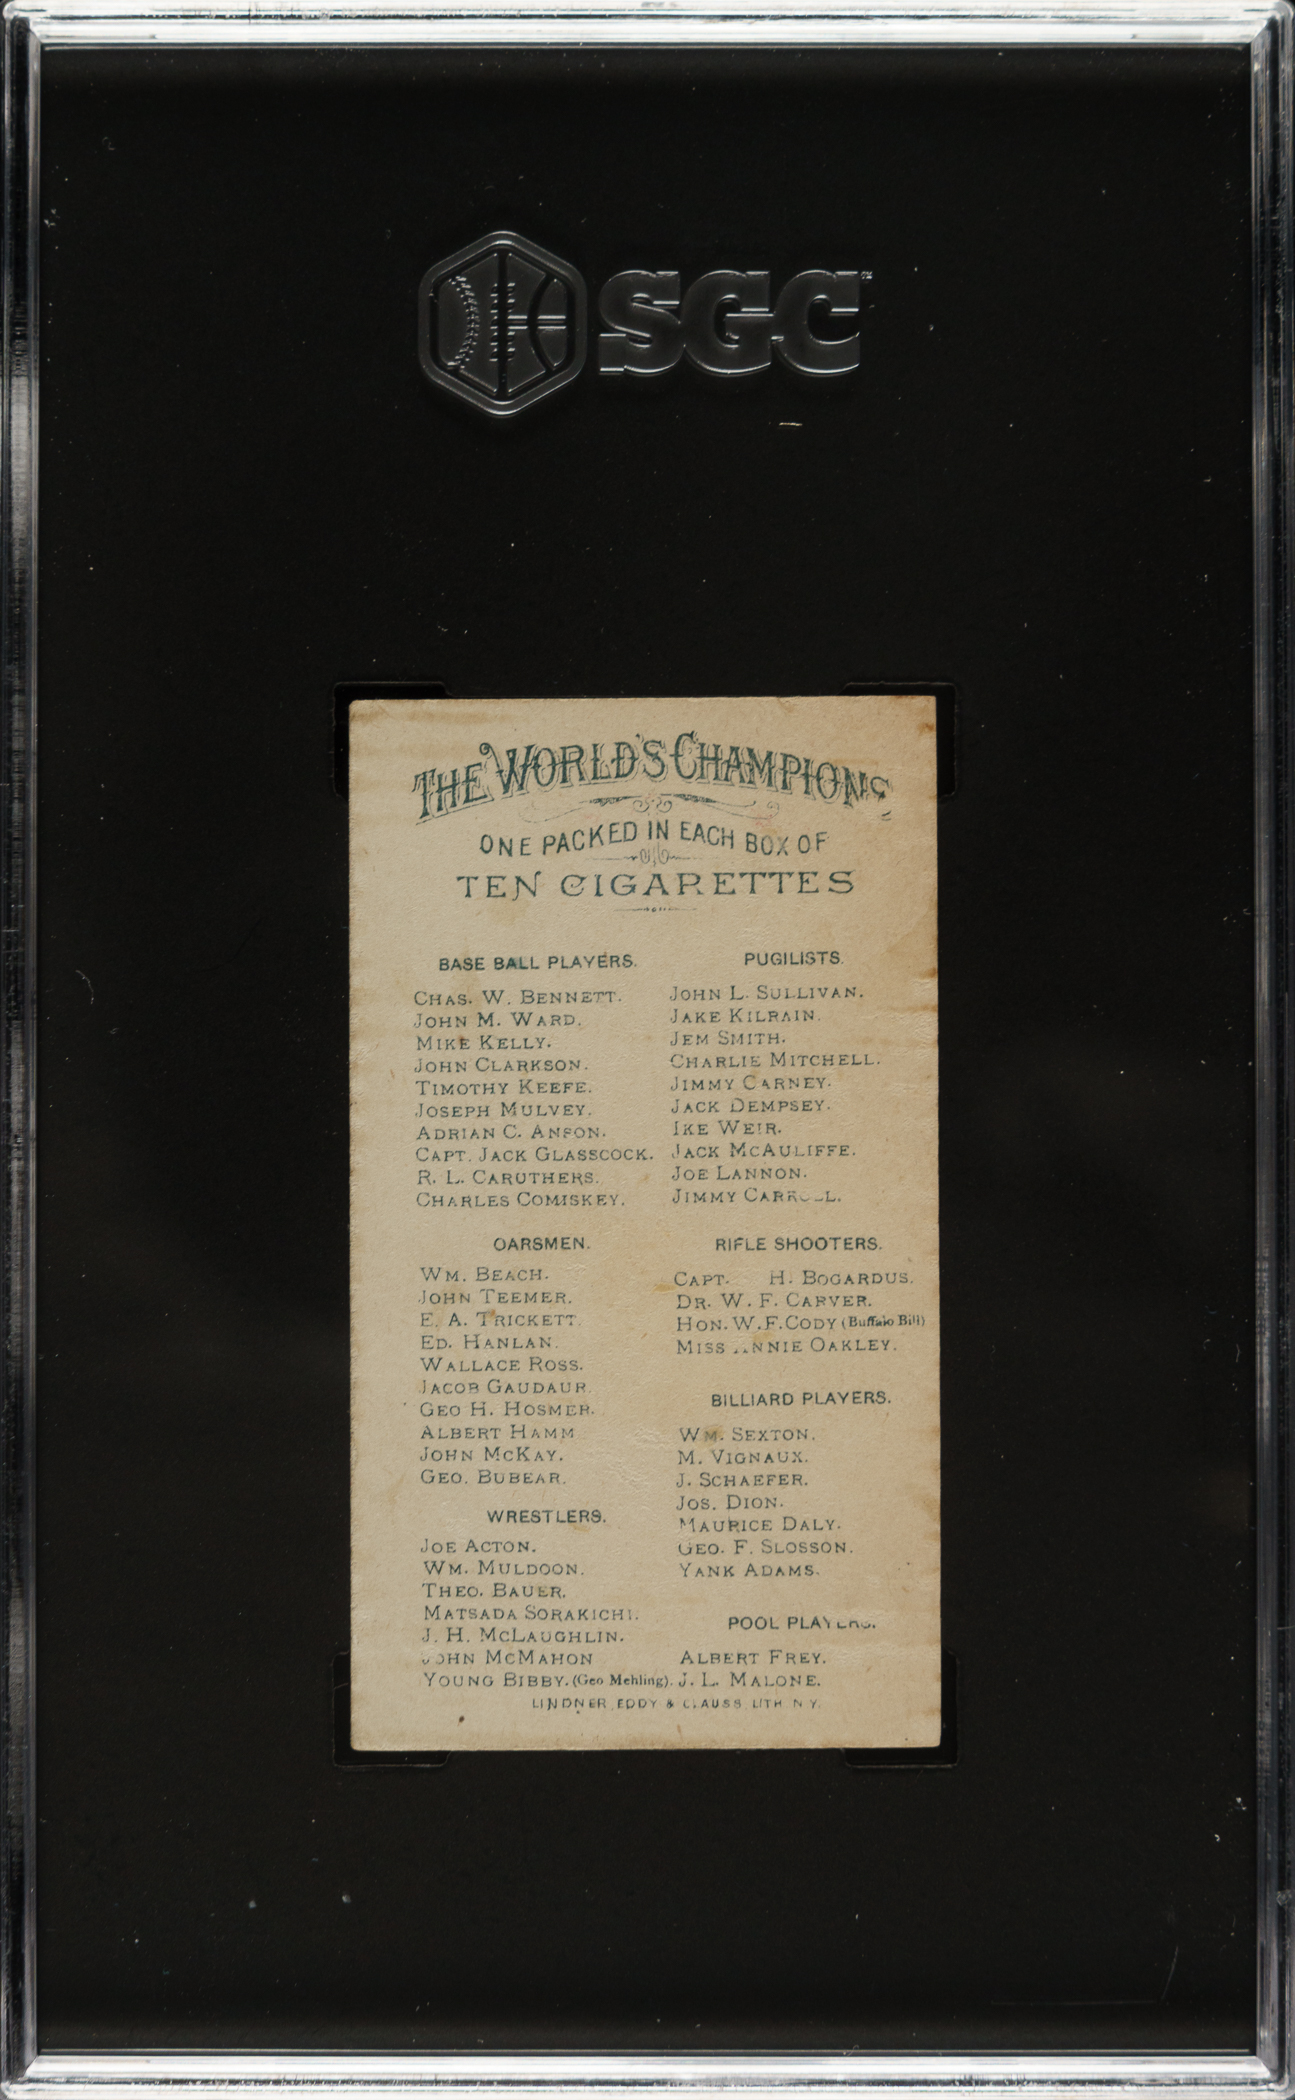 SGC
THE WORLD'S CHAMPIONS
ONE PACKED IN EACH BOX OF
TEN CIGARETTES
BASE BALL PLAYERS.
CHAS. W. BENNETT.
JOHN M. WARD.
MIKE KELLY.
JOHN CLARKSON.
TIMOTHY KEEFE.
JOSEPH MULVEY.
ADRIAN C. ANSON.
CAPT. JACK GLASSCOCK.
R. L. CARUTHERS.
CHARLES COMISKEY.
OARSMEN.
WM. BEACH.
JOHN TEEMER.
E. A. TRICKETT.
ED. HANLAN.
WALLACE ROSS.
JACOB GAUDAUR.
GEO H. HOSMER.
ALBERT HAMM
JOHN MCKAY.
GEO. BUBEAR.
WRESTLERS.
JOE ACTON.
WM. MULDOON.
THEO. BAUER.
MATSADA SORAKICHI.
J. H. MCLAUGHLIN.
JOHN MCMAHON
YOUNG BIBBY. (Geo Mehling).
PUGILISTS.
JOHN L. SULLIVAN.
JAKE KILRAIN.
JEM SMITH.
CHARLIE MITCHELL.
JIMMY CARNEY.
JACK DEMPSEY.
IKE WEIR.
JACK MCAULIFFE.
JOE LANNON.
JIMMY CARROLL.
RIFLE SHOOTERS.
CAPT. H. BOGARDUS.
DR. W. F. CARVER.
HON. W.F. CODY (Buffalo Bill)
MISS ANNIE OAKLEY.
BILLIARD PLAYERS.
WM. SEXTON.
M. VIGNAUX.
J. SCHAEFER.
JOS. DION.
MAURICE DALY.
GEO. F. SLOSSON.
YANK ADAMS.
POOL PLAYERS.
ALBERT FREY.
J. L. MALONE.
LINDNER, EDDY & CLAUSS, LITH. N.Y.